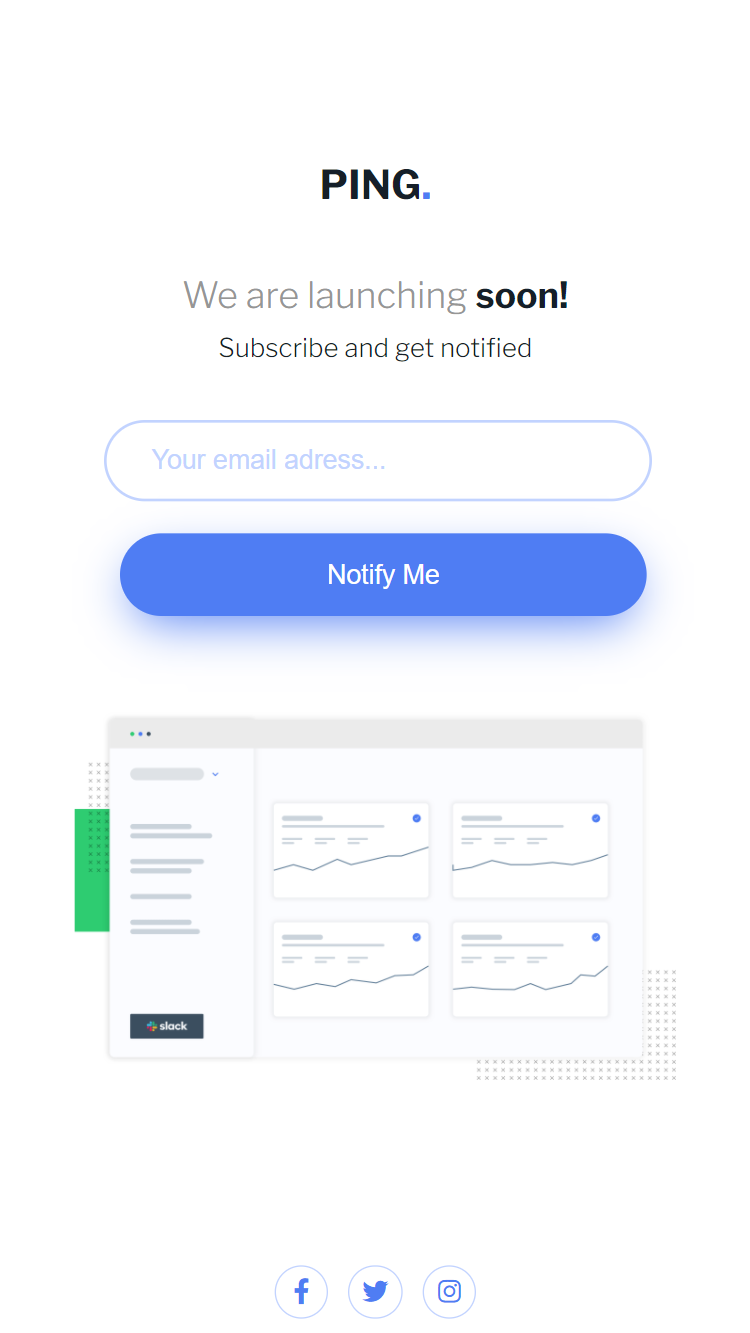 PING.
We are launching soon!
Subscribe and get notified
Your email adress...
Notify Me
slack